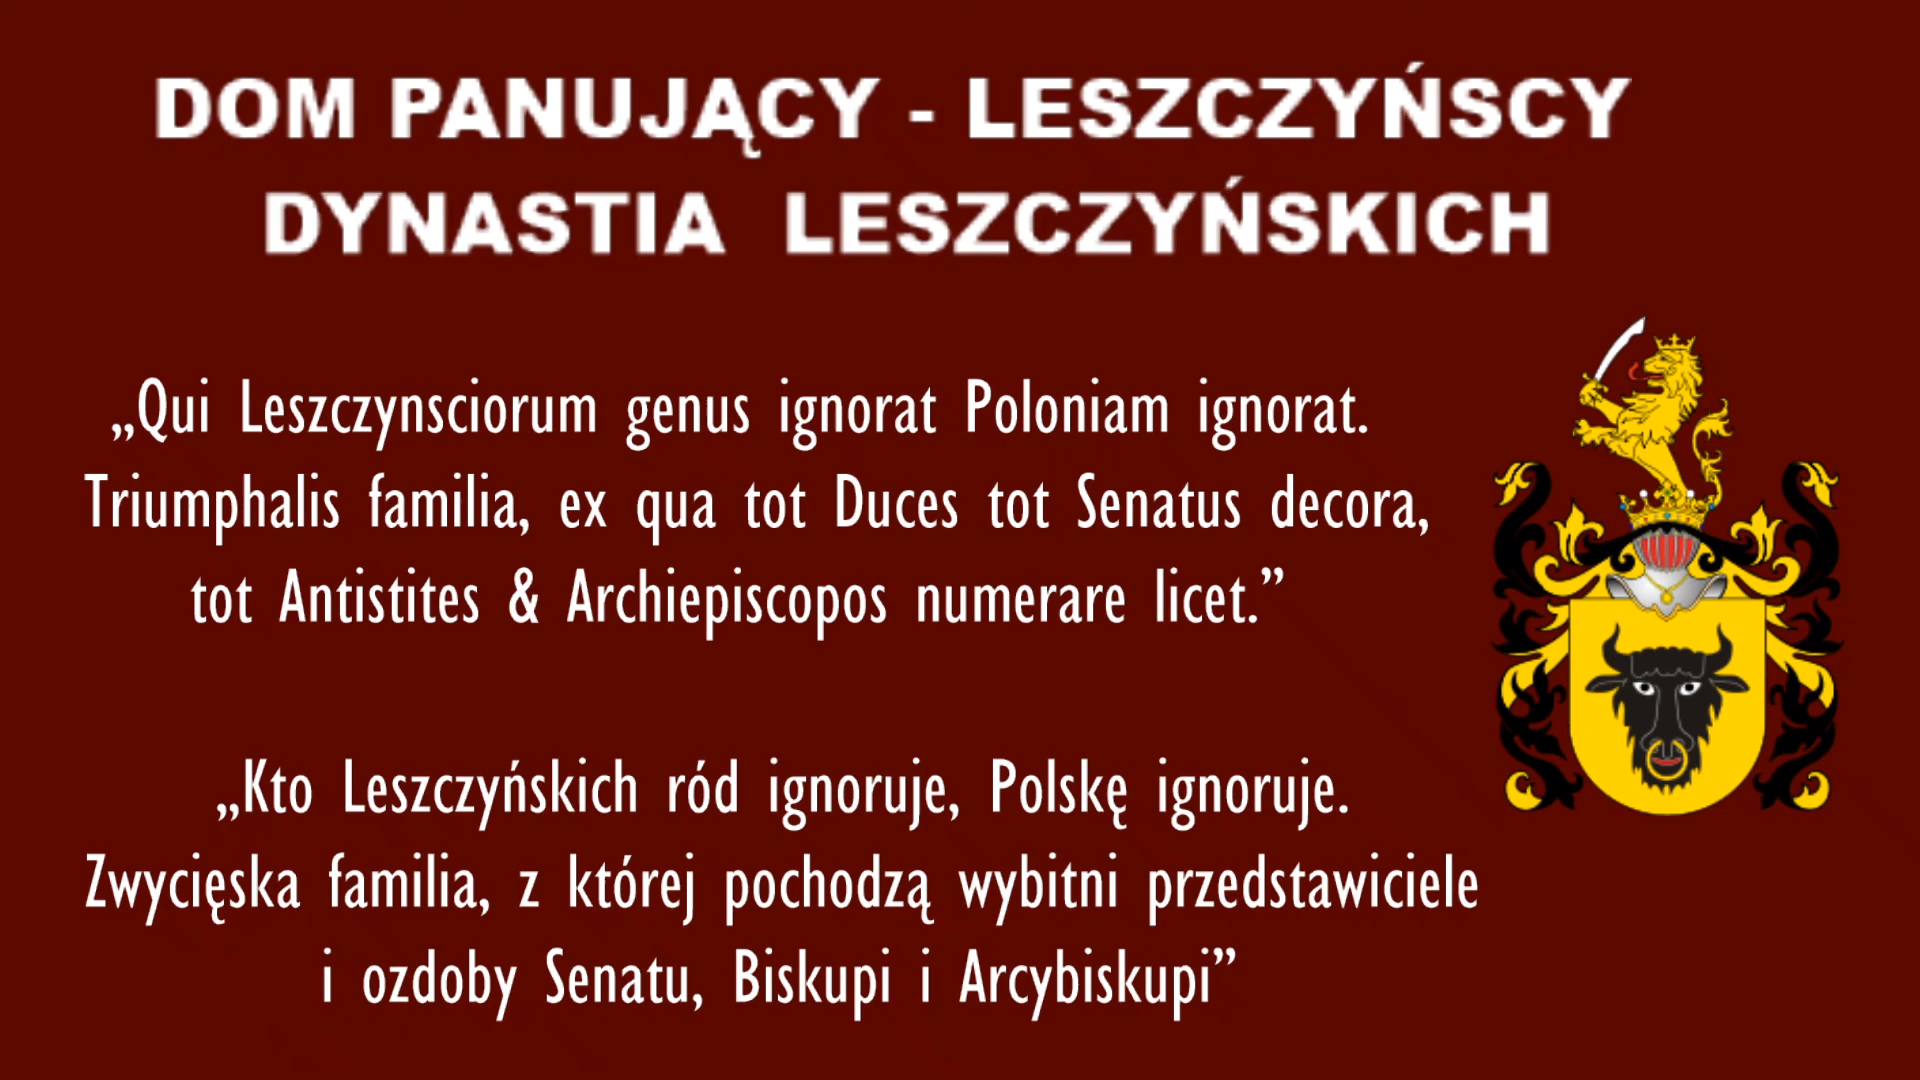 DOM PANUJĄCY - LESZCZYŃSCY
DYNASTIA LESZCZYŃSKICH
„Qui Leszczynsciorum genus ignorat Poloniam ignorat.
Triumphalis familia, ex qua tot Duces tot Senatus decora,
tot Antistites & Archiepiscopos numerare licet.”
„Kto Leszczyńskich ród ignoruje, Polskę ignoruje.
Zwycięska familia, z której pochodzą wybitni przedstawiciele
i ozdoby Senatu, Biskupi i Arcybiskupi”